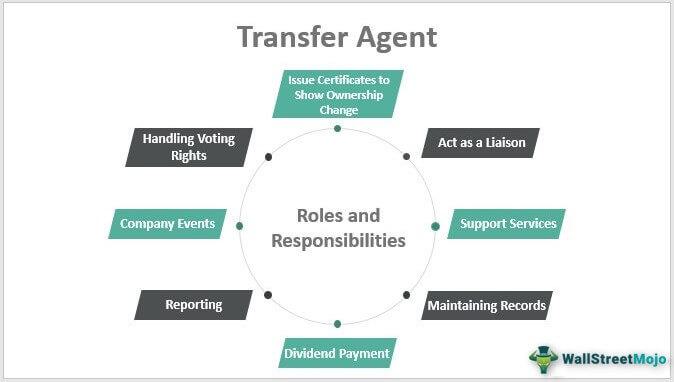 Transfer Agent
Issue Certificates to
Show Ownership
Change
Handling Voting
Rights
Act as a Liaison
Company Events
Roles and
Responsibilities
Support Services
Reporting
Maintaining Records
Dividend Payment
WallStreetMojo